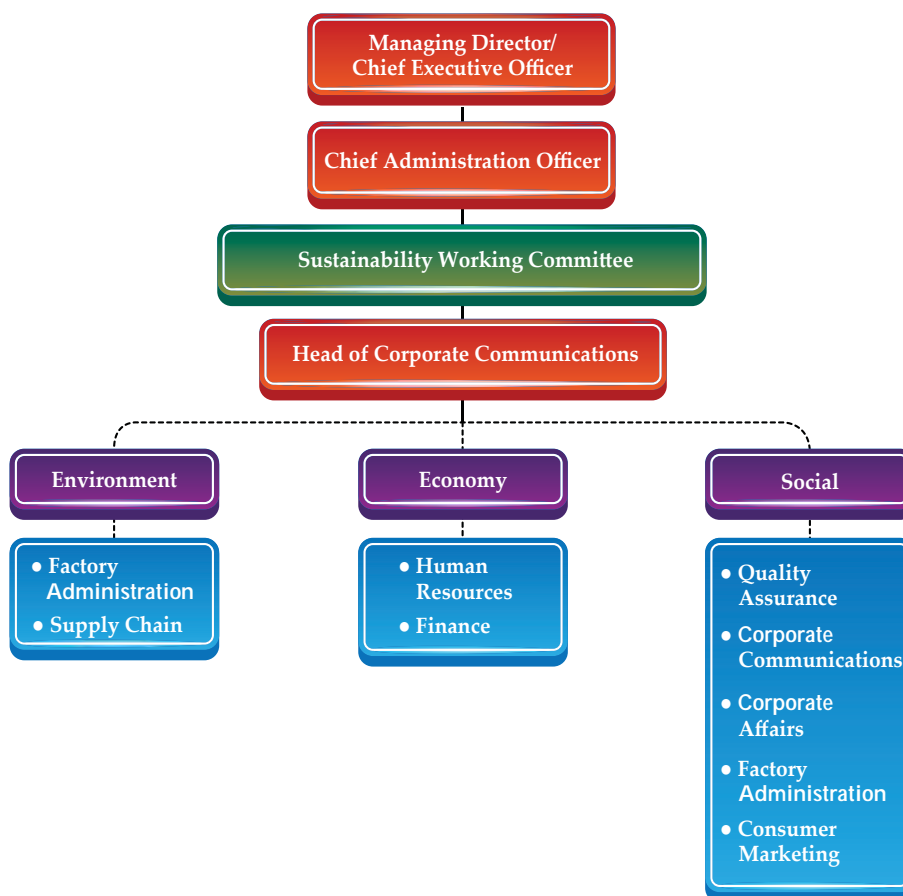 Managing Director/
Chief Executive Officer
Chief Administration Officer
Sustainability Working Committee
Head of Corporate Communications
Environment
Economy
Social
• Factory
Administration
• Supply Chain
• Human
Resources
• Finance
• Quality
Assurance
• Corporate
Communications
• Corporate
Affairs
• Factory
Administration
• Consumer
Marketing